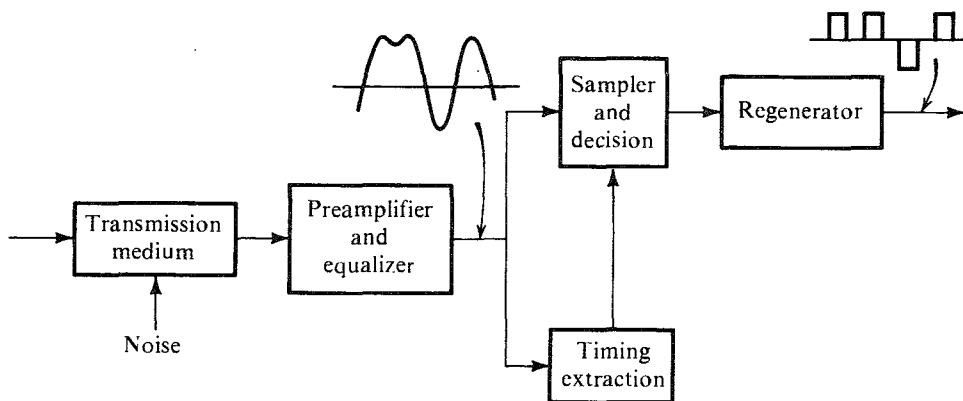 Sampler
and
decision
Regenerator
Preamplifier
and
equalizer
Transmission
medium
Noise
Timing
extraction